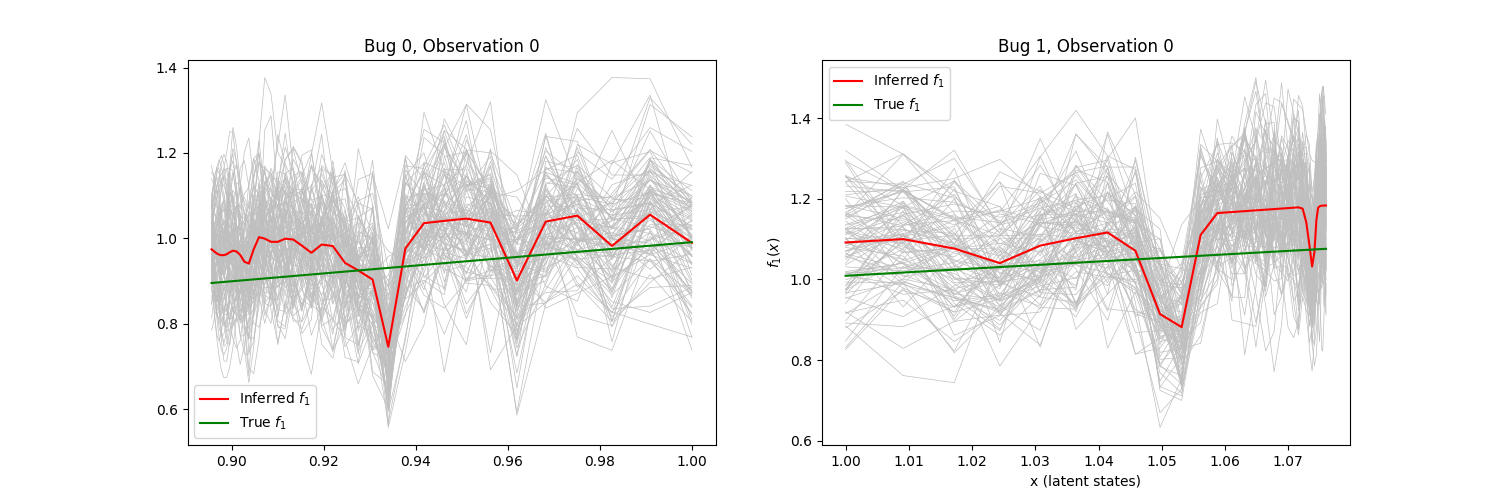 Bug 0, Observation 0
1.4
1.2
1.0
0.8
0.6
Inferred f₁
True f₁
0.90 0.92 0.94 0.96 0.98 1.00
Bug 1, Observation 0
Inferred f₁
True f₁
f₁(x)
1.4
1.2
1.0
0.8
0.6
1.00 1.01 1.02 1.03 1.04 1.05 1.06 1.07
x (latent states)